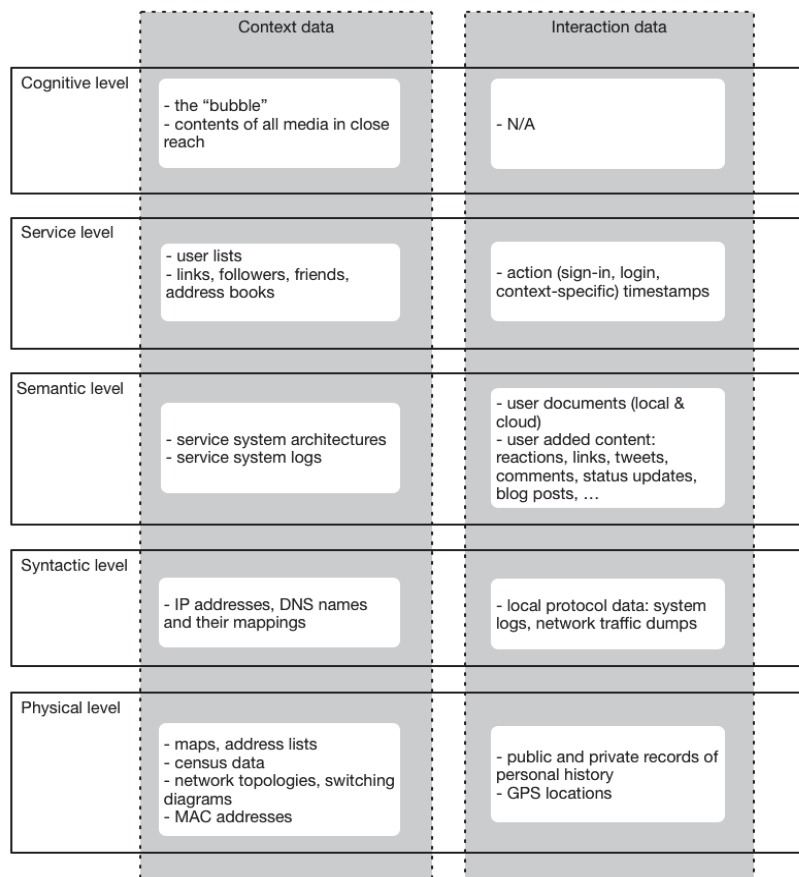 Context data
Interaction data
Cognitive level
- the “bubble”
- contents of all media in close
reach
- N/A
Service level
- user lists
- links, followers, friends,
address books
- action (sign-in, login,
context-specific) timestamps
Semantic level
- service system architectures
- service system logs
- user documents (local &
cloud)
- user added content:
reactions, links, tweets,
comments, status updates,
blog posts, …
Syntactic level
- IP addresses, DNS names
and their mappings
- local protocol data: system
logs, network traffic dumps
Physical level
- maps, address lists
- census data
- network topologies, switching
diagrams
- MAC addresses
- public and private records of
personal history
- GPS locations